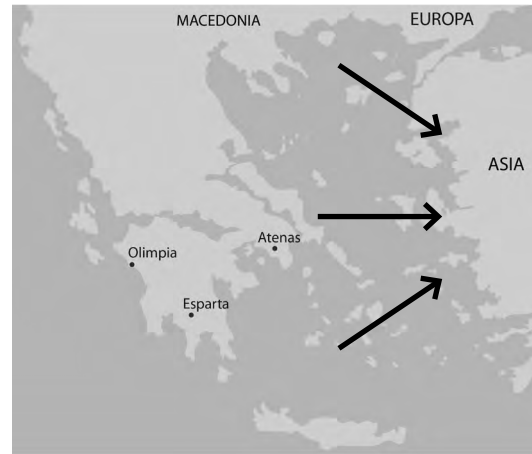 MACEDONIA
EUROPA
ASIA
Atenas
Olimpia
Esparta